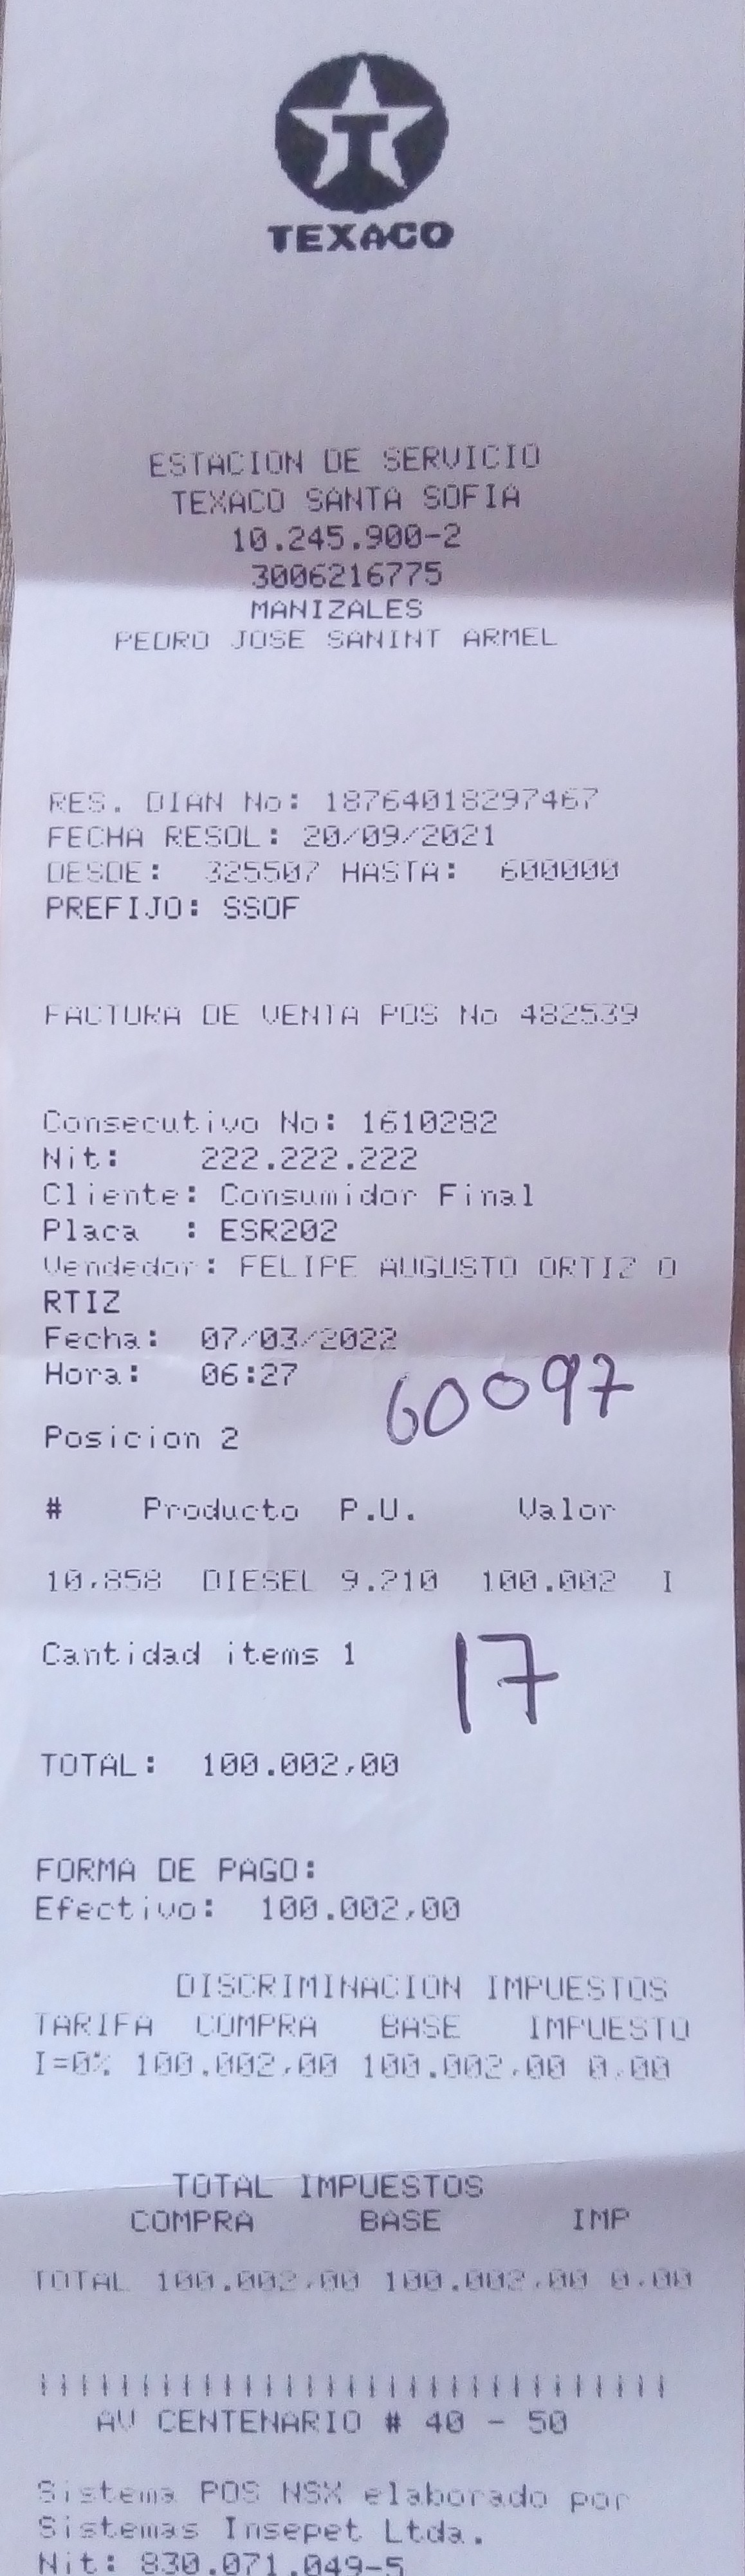 T
TEXACO
ESTACION DE SERVICIO
TEXACO SANTA SOFIA
10.245.900-2
3006216775
MANIZALES
PEDRO JOSE SANINT ARMEL
RES. DIAN No: 18764018297467
FECHA RESOL: 20/09/2021
DESDE: 325507 HASTA: 600000
PREFIJO: SSOF
FACTURA DE VENTA POS No 482539
Consecutivo No: 1610282
Nit: 222.222.222
Cliente: Consumidor Final
Placa : ESR202
Vendedor: FELIPE AUGUSTO ORTIZ O
RTIZ
Fecha: 07/03/2022
Hora: 06:27
60097
Posicion 2
# Producto P.U. Valor
10,858 DIESEL 9.210 100.002 I
Cantidad items 1
17
TOTAL: 100.002,00
FORMA DE PAGO:
Efectivo: 100.002,00
DISCRIMINACION IMPUESTOS
TARIFA COMPRA BASE IMPUESTO
I=0% 100.002,00 100.002,00 0,00
TOTAL IMPUESTOS
COMPRA BASE IMP
TOTAL 100.002,00 100.002,00 0,00
AV CENTENARIO # 40 - 50
Sistema POS NSX elaborado por
Sistemas Insepet Ltda.
Nit: 830.071.049-5